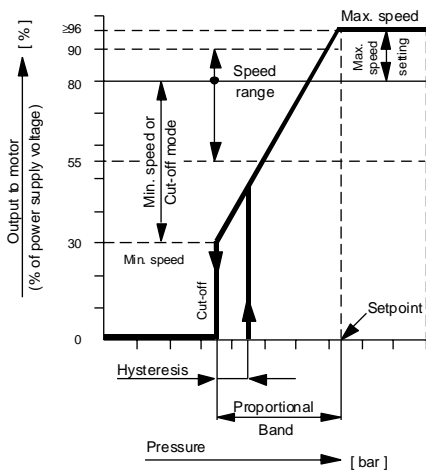 [ % ]
Output to motor
(% of power supply voltage)
≥96
90
80
55
30
0
Max. speed
Max.
speed
setting
Speed
range
Min. speed or
Cut-off mode
Min. speed
Cut-off
Setpoint
Hysteresis
Proportional
Band
Pressure
[ bar ]